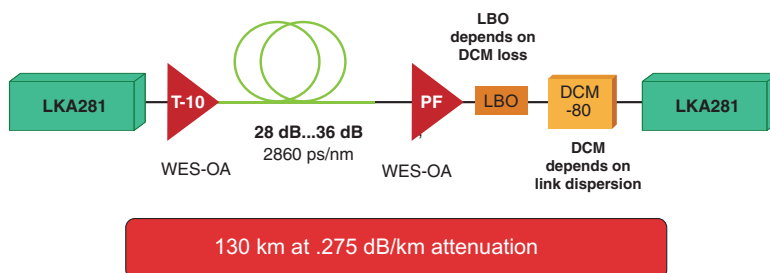 LBO
depends on
DCM loss
LKA281
T-10
PF
LBO
DCM
-80
LKA281
28 dB...36 dB
2860 ps/nm
WES-OA
WES-OA
DCM
depends on
link dispersion
130 km at .275 dB/km attenuation